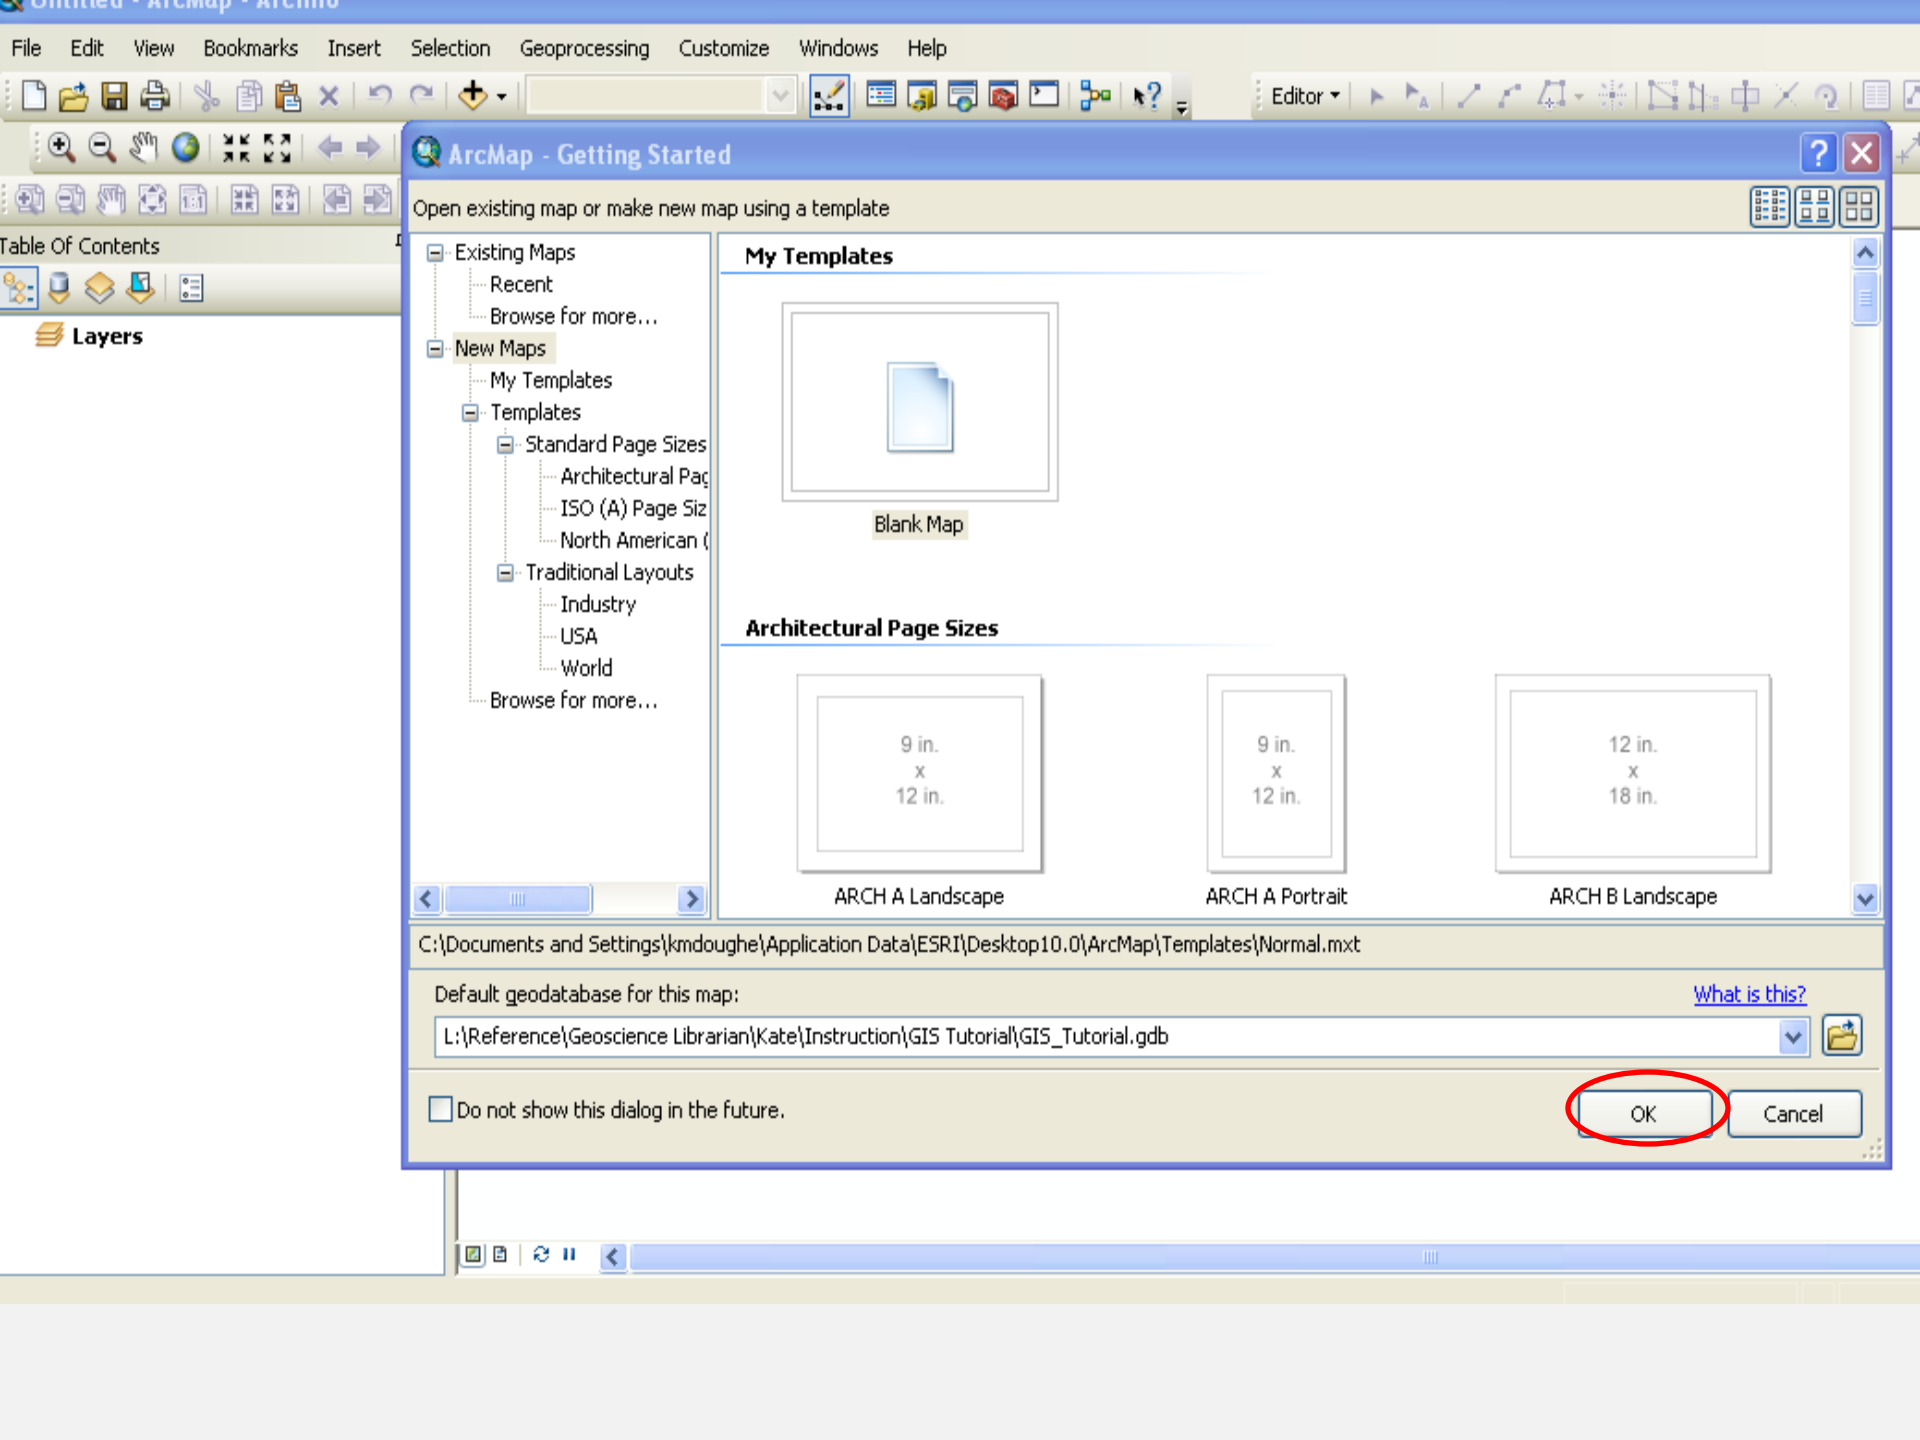 Untitled - ArcMap - ArcInfo
File Edit View Bookmarks Insert Selection Geoprocessing Customize Windows Help
Editor
ArcMap - Getting Started
Open existing map or make new map using a template
Table Of Contents
Layers
Existing Maps
Recent
Browse for more...
New Maps
My Templates
Templates
Standard Page Sizes
Architectural Pag
ISO (A) Page Siz
North American (
Traditional Layouts
Industry
USA
World
Browse for more...
My Templates
Blank Map
Architectural Page Sizes
9 in.
x
12 in.
ARCH A Landscape
9 in.
x
12 in.
ARCH A Portrait
12 in.
x
18 in.
ARCH B Landscape
C:\Documents and Settings\kmdoughe\Application Data\ESRI\Desktop10.0\ArcMap\Templates\Normal.mxt
Default geodatabase for this map:
What is this?
L:\Reference\Geoscience Librarian\Kate\Instruction\GIS Tutorial\GIS_Tutorial.gdb
Do not show this dialog in the future.
OK
Cancel